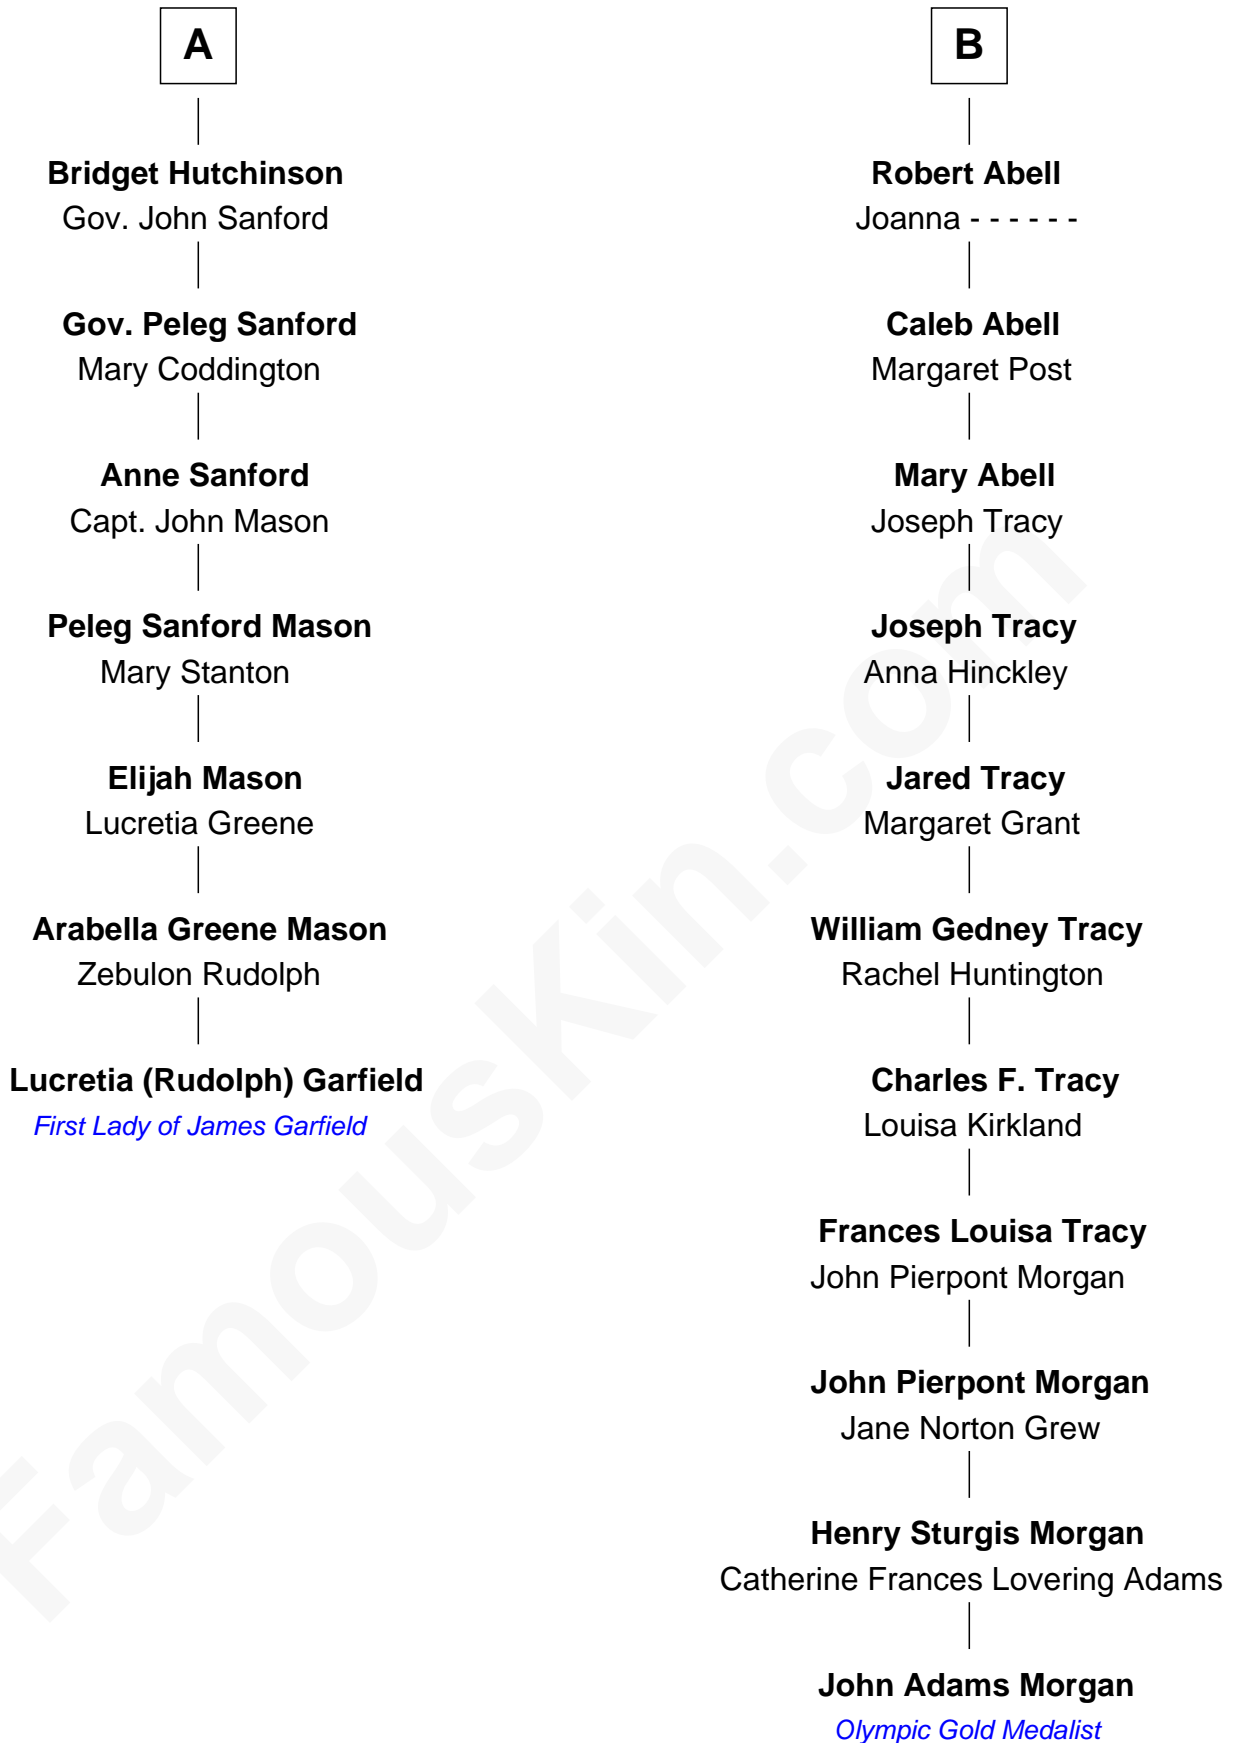 A
Bridget Hutchinson
Gov. John Sanford
Gov. Peleg Sanford
Mary Coddington
Anne Sanford
Capt. John Mason
Peleg Sanford Mason
Mary Stanton
Elijah Mason
Lucretia Greene
Arabella Greene Mason
Zebulon Rudolph
Lucretia (Rudolph) Garfield
First Lady of James Garfield
B
Robert Abell
Joanna - - - - - -
Caleb Abell
Margaret Post
Mary Abell
Joseph Tracy
Joseph Tracy
Anna Hinckley
Jared Tracy
Margaret Grant
William Gedney Tracy
Rachel Huntington
Charles F. Tracy
Louisa Kirkland
Frances Louisa Tracy
John Pierpont Morgan
John Pierpont Morgan
Jane Norton Grew
Henry Sturgis Morgan
Catherine Frances Lovering Adams
John Adams Morgan
Olympic Gold Medalist
FamousKin.com